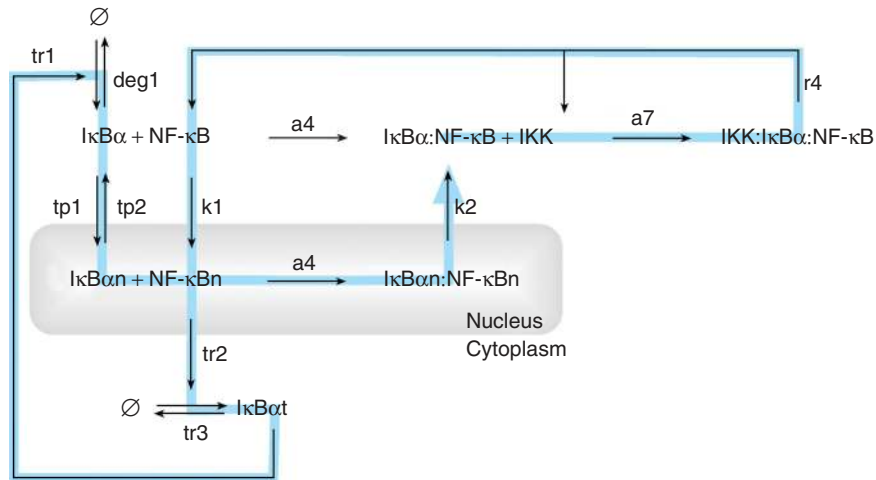 ∅
tr1
deg1
r4
IκBα + NF-κB
a4
IκBα:NF-κB + IKK
a7
IKK:IκBα:NF-κB
tp1
tp2
k1
k2
IκBαn + NF-κBn
a4
IκBαn:NF-κBn
Nucleus
Cytoplasm
tr2
∅
IκBαt
tr3